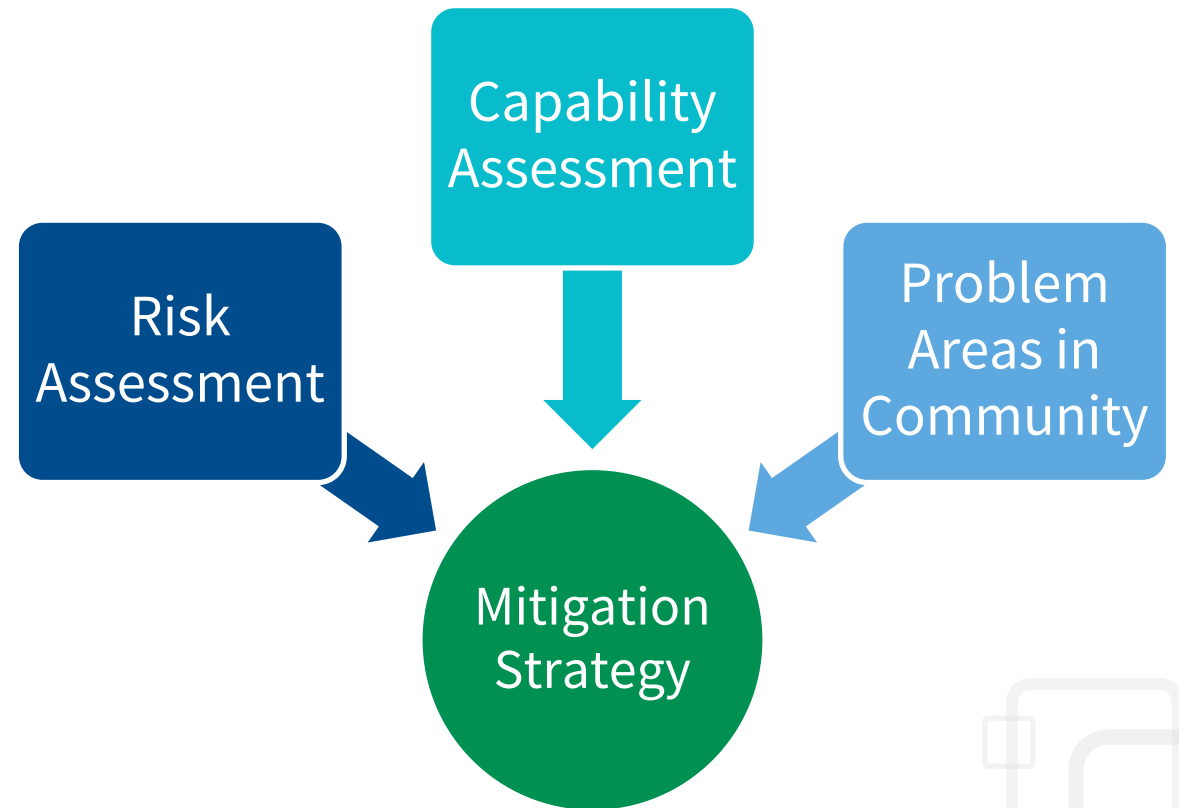 Capability
Assessment
Risk
Assessment
Problem
Areas in
Community
Mitigation
Strategy